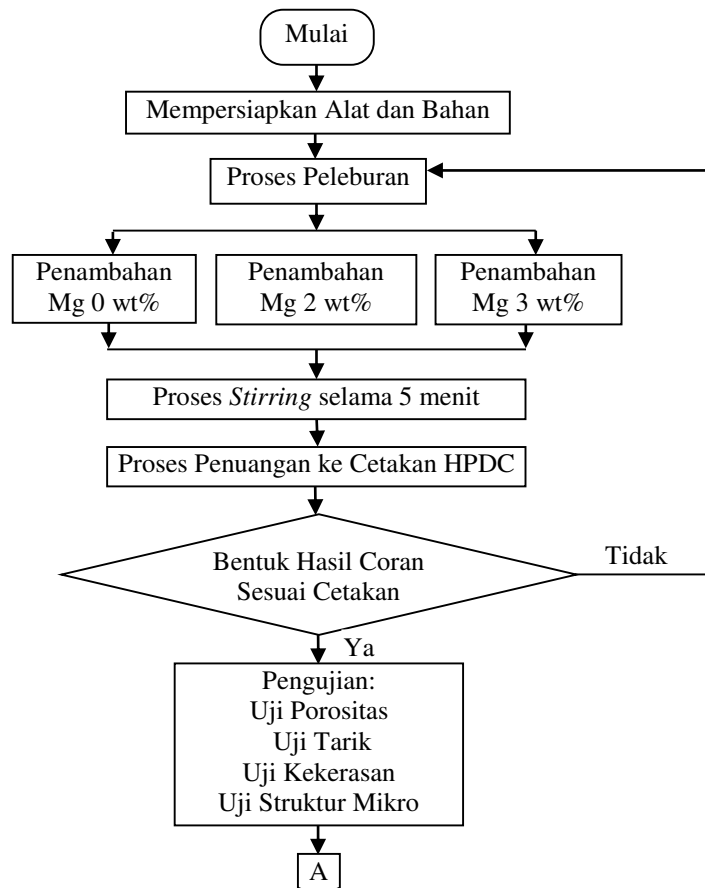 Mulai
Mempersiapkan Alat dan Bahan
Proses Peleburan
Penambahan
Mg 0 wt%
Penambahan
Mg 2 wt%
Penambahan
Mg 3 wt%
Proses Stirring selama 5 menit
Proses Penuangan ke Cetakan HPDC
Bentuk Hasil Coran
Sesuai Cetakan
Tidak
Ya
Pengujian:
Uji Porositas
Uji Tarik
Uji Kekerasan
Uji Struktur Mikro
A